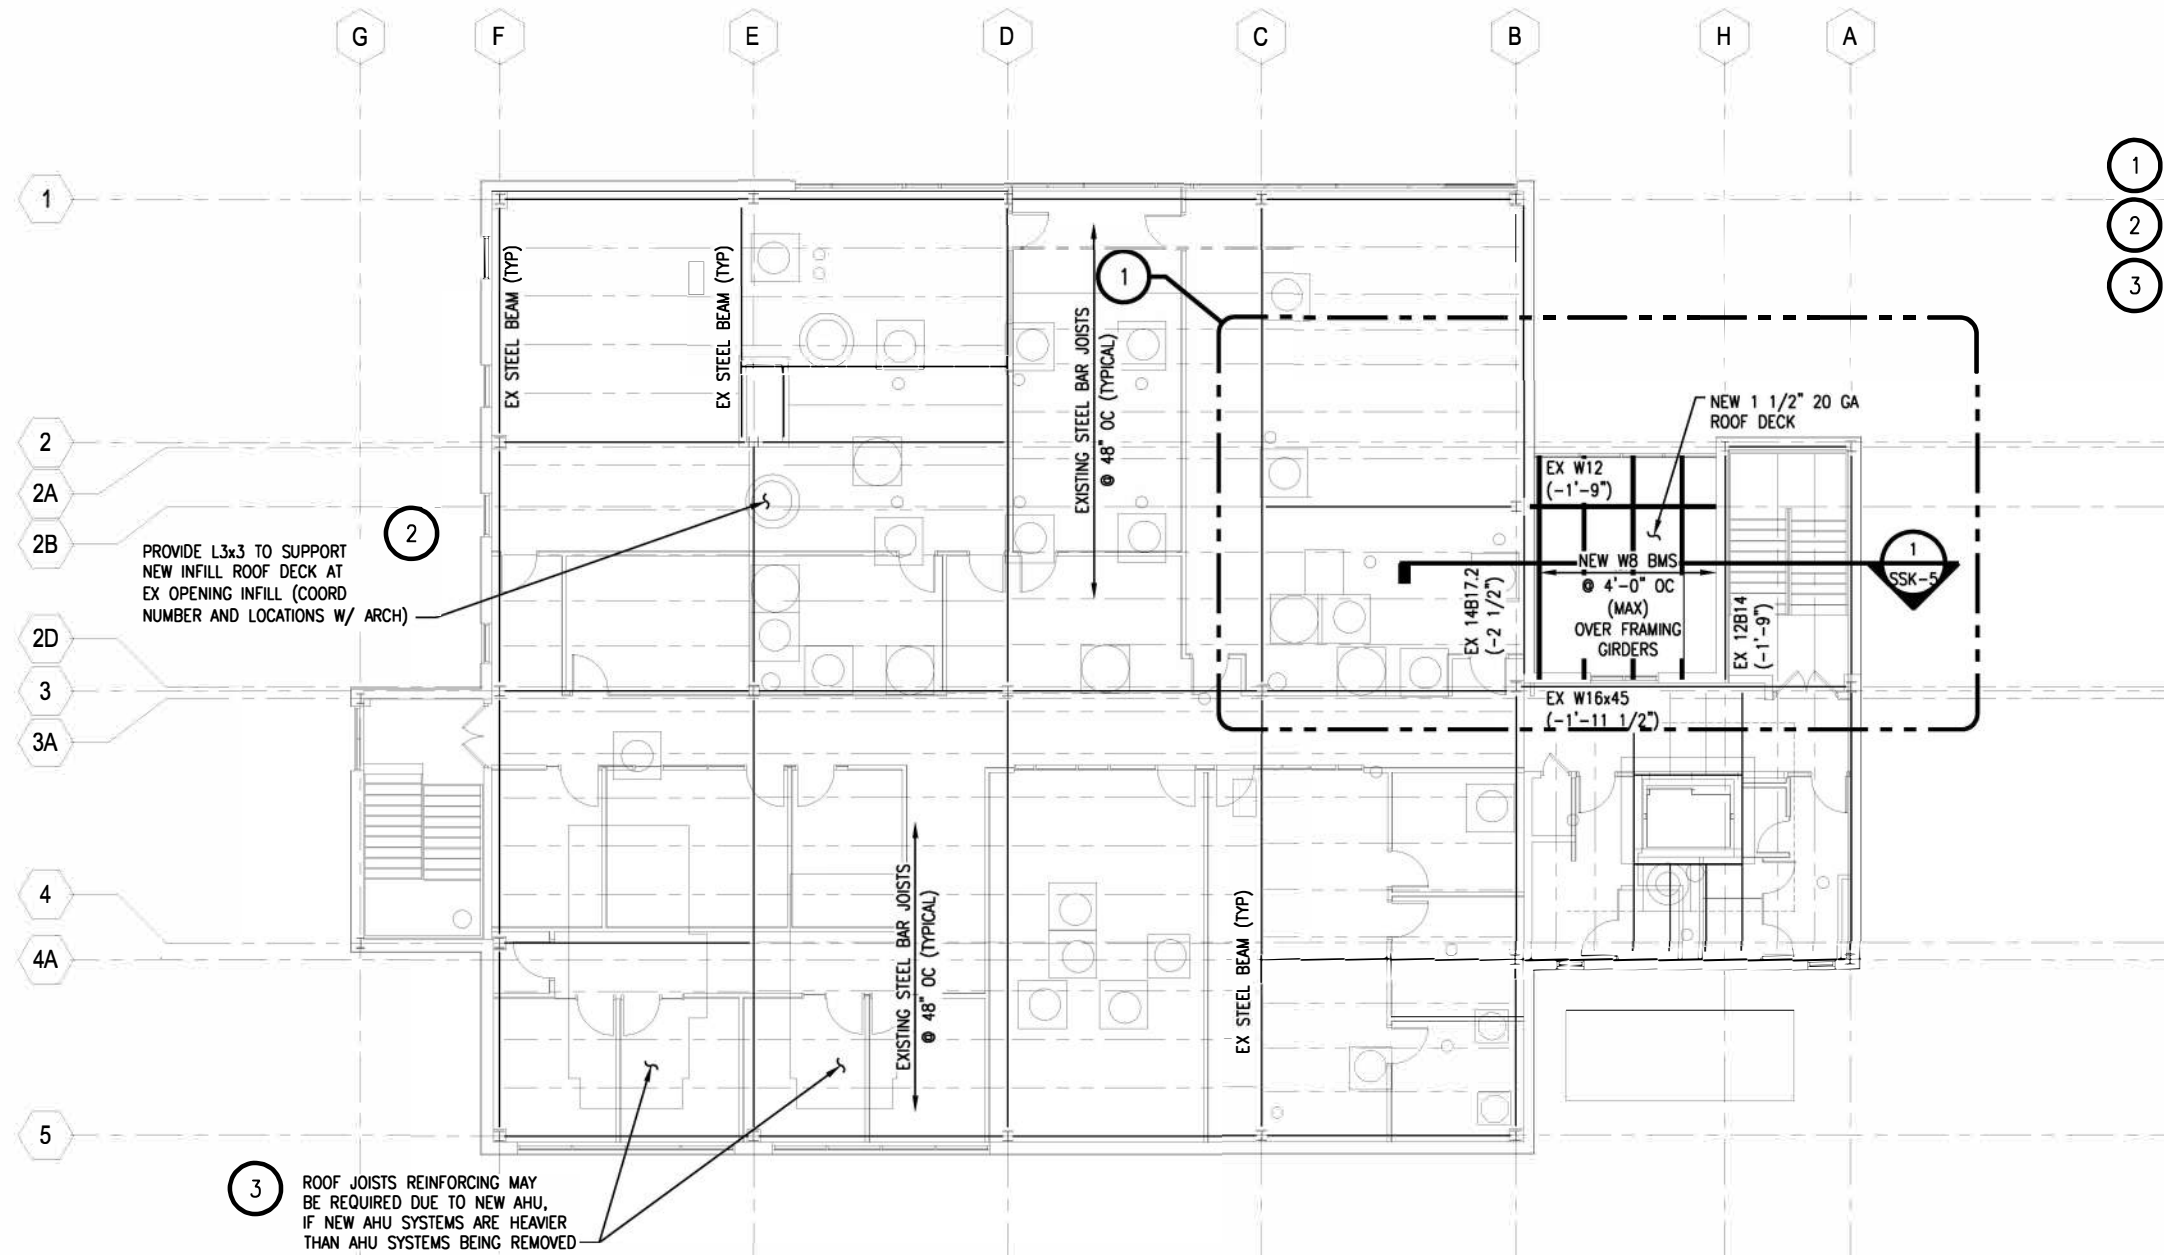 G F E D C B H A
1
1
2
3
1
EX STEEL BEAM (TYP)
EX STEEL BEAM (TYP)
EXISTING STEEL BAR JOISTS
@ 48" OC (TYPICAL)
NEW 1 1/2" 20 GA
ROOF DECK
2
2A
2B
2
PROVIDE L3x3 TO SUPPORT
NEW INFILL ROOF DECK AT
EX OPENING INFILL (COORD
NUMBER AND LOCATIONS W/ ARCH)
EX W12
(-1'-9")
EX 14B17.2
(-2 1/2")
NEW W8 BMS
@ 4'-0" OC
(MAX)
OVER FRAMING
GIRDERS
EX 12B14
(-1'-9")
1
SSK-5
2D
3
3A
EX W16x45
(-1'-11 1/2")
4
4A
EXISTING STEEL BAR JOISTS
@ 48" OC (TYPICAL)
EX STEEL BEAM (TYP)
5
3
ROOF JOISTS REINFORCING MAY
BE REQUIRED DUE TO NEW AHU,
IF NEW AHU SYSTEMS ARE HEAVIER
THAN AHU SYSTEMS BEING REMOVED